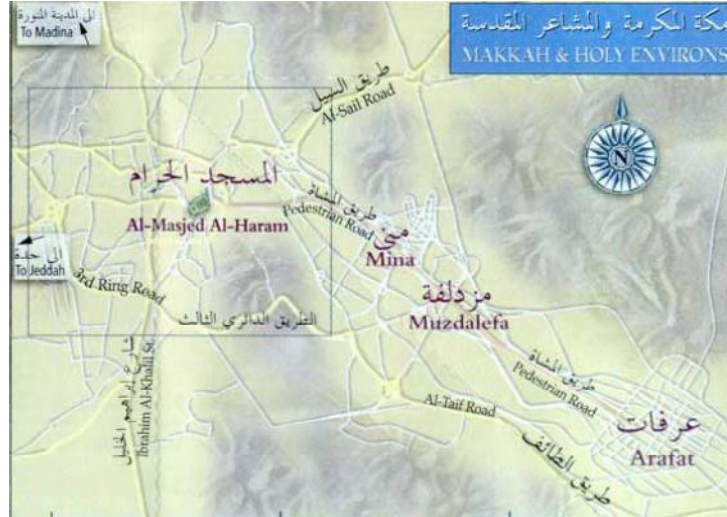 الى المدينة المنورة
To Madina
مكة المكرمة والمشاعر المقدسة
MAKKAH & HOLY ENVIRONS
طريق السيل
Al-Sail Road
N
المسجد الحرام
Al-Masjed Al-Haram
طريق المشاة
Pedestrian Road
منى
Mina
الى جدة
To Jeddah
3rd Ring Road
الطريق الدائري الثالث
مزدلفة
Muzdalefa
شارع إبراهيم الخليل
Ibrahim Al-Khalil St.
طريق المشاة
Pedestrian Road
Al-Taif Road
طريق الطائف
عرفات
Arafat